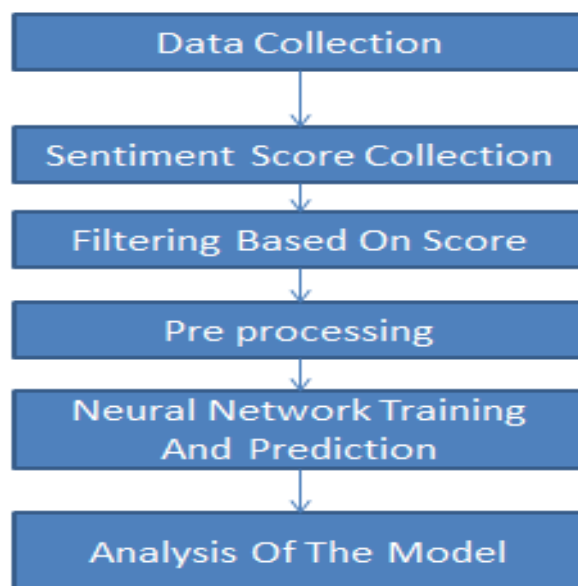 Data Collection
Sentiment Score Collection
Filtering Based On Score
Pre processing
Neural Network Training
And Prediction
Analysis Of The Model